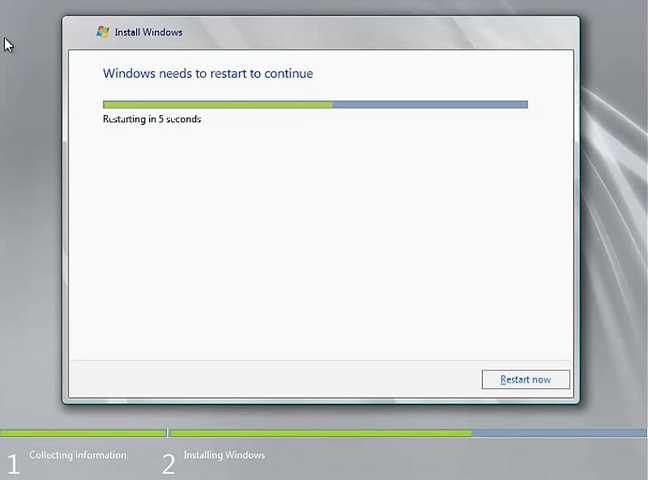 Install Windows
Windows needs to restart to continue
Restarting in 5 seconds
Restart now
1 Collecting information 2 Installing Windows